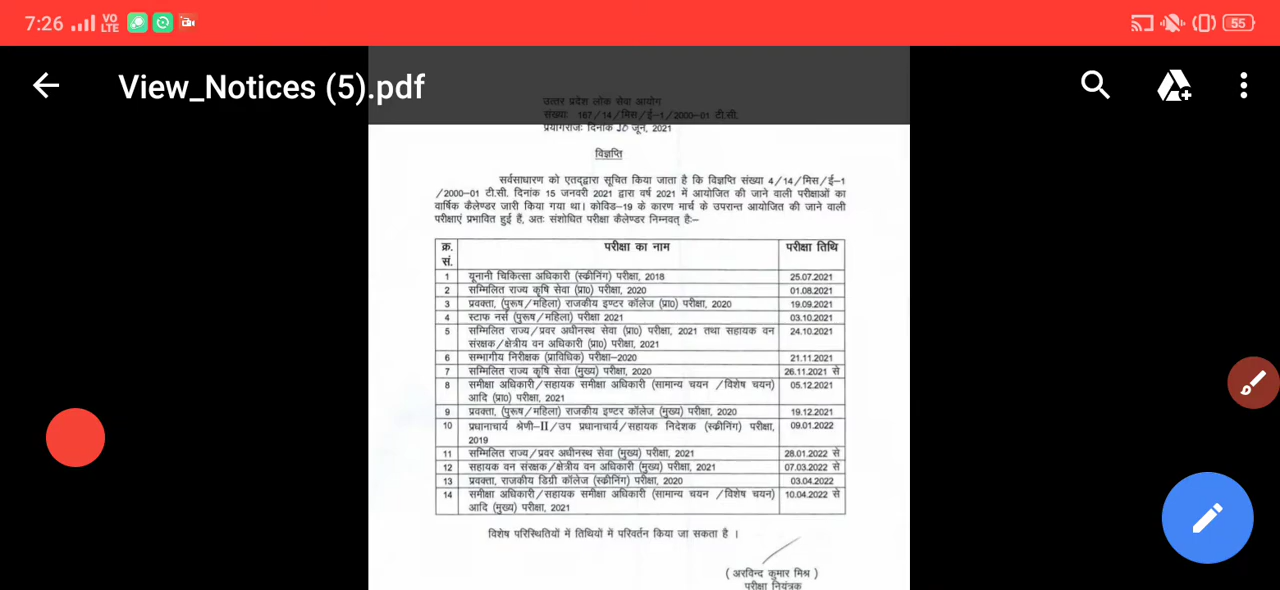 7:26 VO LTE 55
View_Notices (5).pdf
उत्तर प्रदेश लोक सेवा आयोग
संख्याः 167/14/मिस/ई-1/2000-01 टी.सी.
प्रयागराजः दिनांक 10 जून, 2021
विज्ञप्ति
सर्वसाधारण को एतद्द्वारा सूचित किया जाता है कि विज्ञप्ति संख्या 4/14/मिस/ई-1
/2000-01 टी.सी. दिनांक 15 जनवरी 2021 द्वारा वर्ष 2021 में आयोजित की जाने वाली परीक्षाओं का
वार्षिक कैलेण्डर जारी किया गया था। कोविड-19 के कारण मार्च के उपरान्त आयोजित की जाने वाली
परीक्षाएं प्रभावित हुई हैं, अतः संशोधित परीक्षा कैलेण्डर निम्नवत् हैः-
क्र. सं. परीक्षा का नाम परीक्षा तिथि
1 यूनानी चिकित्सा अधिकारी (स्क्रीनिंग) परीक्षा, 2018 25.07.2021
2 सम्मिलित राज्य कृषि सेवा (प्रा0) परीक्षा, 2020 01.08.2021
3 प्रवक्ता, (पुरूष/महिला) राजकीय इण्टर कॉलेज (प्रा0) परीक्षा, 2020 19.09.2021
4 स्टाफ नर्स (पुरूष/महिला) परीक्षा 2021 03.10.2021
5 सम्मिलित राज्य/प्रवर अधीनस्थ सेवा (प्रा0) परीक्षा, 2021 तथा सहायक वन 24.10.2021
संरक्षक/क्षेत्रीय वन अधिकारी (प्रा0) परीक्षा, 2021
6 सम्भागीय निरीक्षक (प्राविधिक) परीक्षा-2020 21.11.2021
7 सम्मिलित राज्य कृषि सेवा (मुख्य) परीक्षा, 2020 26.11.2021 से
8 समीक्षा अधिकारी/सहायक समीक्षा अधिकारी (सामान्य चयन /विशेष चयन) 05.12.2021
आदि (प्रा0) परीक्षा, 2021
9 प्रवक्ता, (पुरूष/महिला) राजकीय इण्टर कॉलेज (मुख्य) परीक्षा, 2020 19.12.2021
10 प्रधानाचार्य श्रेणी-II/उप प्रधानाचार्य/सहायक निदेशक (स्क्रीनिंग) परीक्षा, 09.01.2022
2019
11 सम्मिलित राज्य/प्रवर अधीनस्थ सेवा (मुख्य) परीक्षा, 2021 28.01.2022 से
12 सहायक वन संरक्षक/क्षेत्रीय वन अधिकारी (मुख्य) परीक्षा, 2021 07.03.2022 से
13 प्रवक्ता, राजकीय डिग्री कॉलेज (स्क्रीनिंग) परीक्षा, 2020 03.04.2022
14 समीक्षा अधिकारी/सहायक समीक्षा अधिकारी (सामान्य चयन /विशेष चयन) 10.04.2022 से
आदि (मुख्य) परीक्षा, 2021
विशेष परिस्थितियों में तिथियों में परिवर्तन किया जा सकता है ।
( अरविन्द कुमार मिश्र )
परीक्षा नियंत्रक